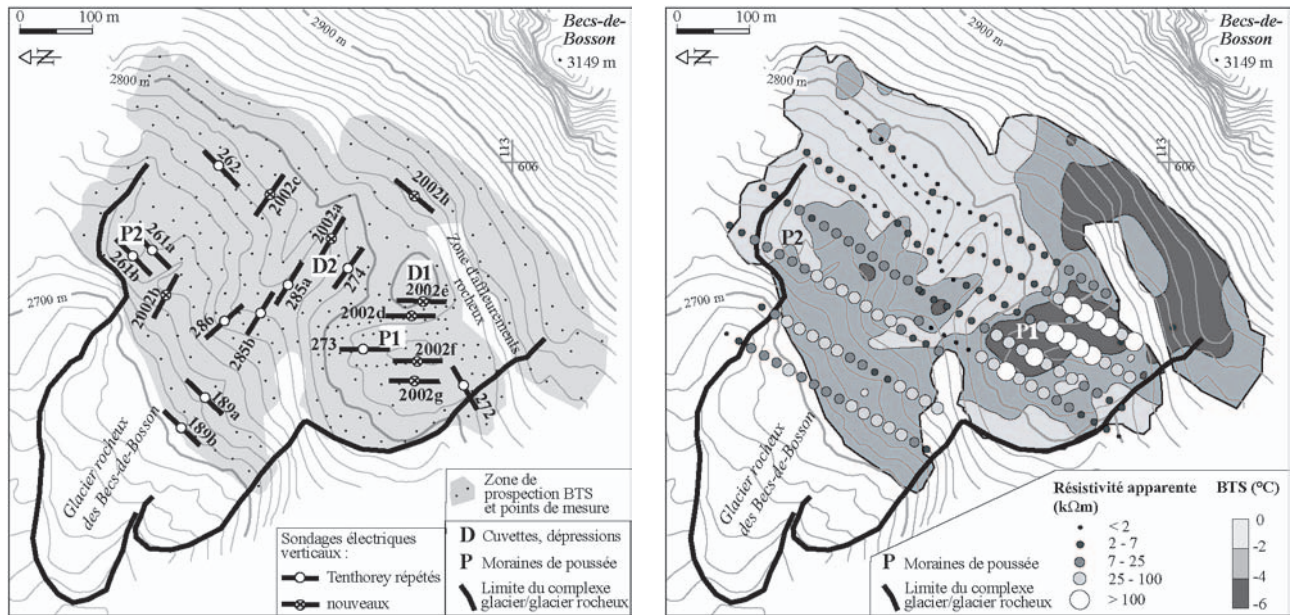 0 100 m
N
2900 m
Becs-de-
Bosson
3149 m
2800 m
113
606
262
2002c
2002h
2002a
P2
261a
261b
D2
274
D1
2002e
Zone d'affleurements
rocheux
2700 m
2002b
285a
2002d
286
285b
273
P1
2002f
2002g
272
189a
189b
Glacier rocheux
des Becs-de-Bosson
Zone de
prospection BTS
et points de mesure
D Cuvettes, dépressions
P Moraines de poussée
Limite du complexe
glacier/glacier rocheux
Sondages électriques
verticaux :
Tenthorey répétés
nouveaux
0 100 m
N
2900 m
Becs-de-
Bosson
3149 m
2800 m
113
606
P2
2700 m
P1
Glacier rocheux
des Becs-de-Bosson
P Moraines de poussée
Limite du complexe
glacier/glacier rocheux
Résistivité apparente
(kΩm)
< 2
2 - 7
7 - 25
25 - 100
> 100
BTS (°C)
0
-2
-4
-6